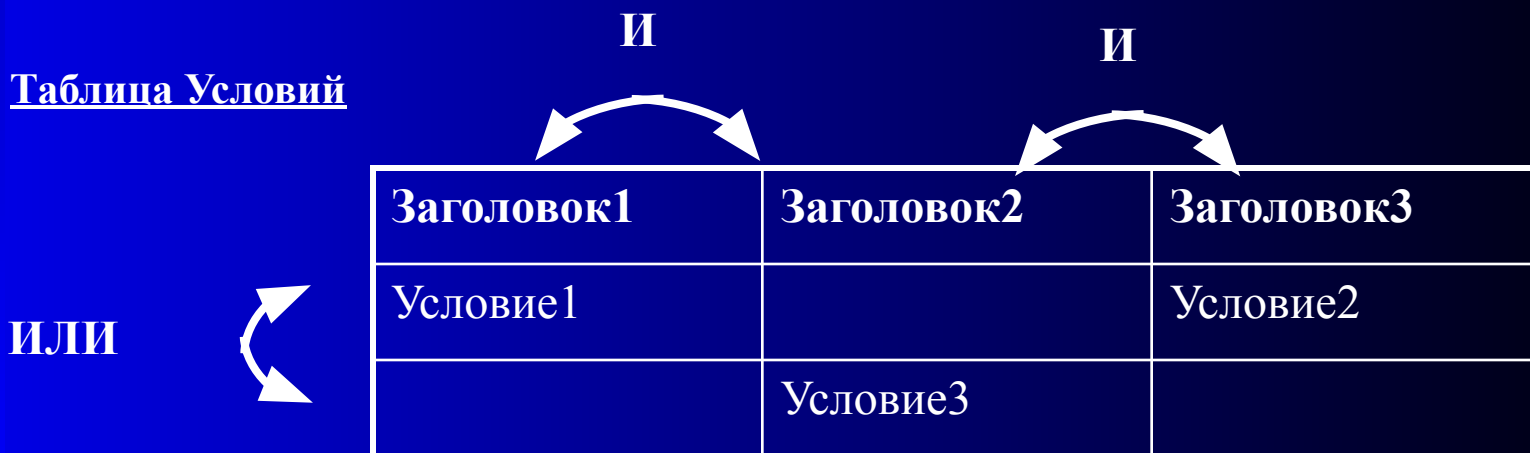 И И
Таблица Условий
Заголовок1 Заголовок2 Заголовок3
Условие1 Условие2
ИЛИ
Условие3